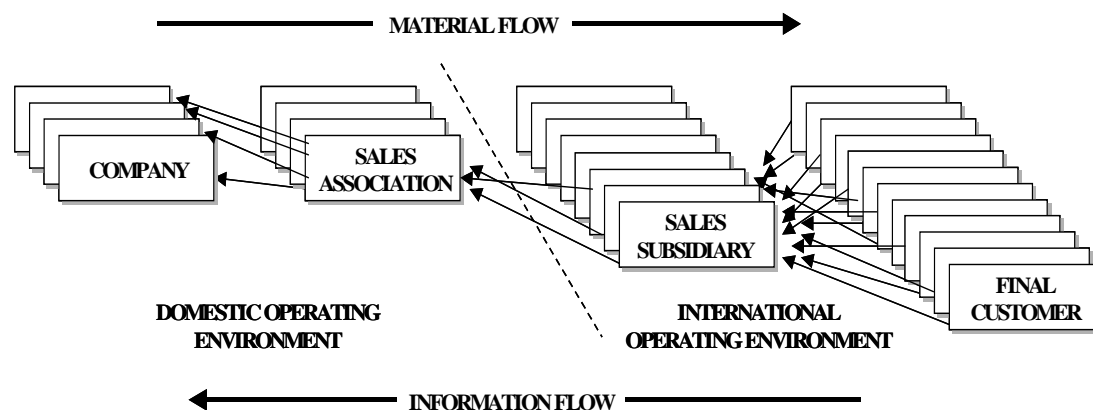 MATERIAL FLOW
COMPANY
SALES
ASSOCIATION
SALES
SUBSIDIARY
FINAL
CUSTOMER
DOMESTIC OPERATING
ENVIRONMENT
INTERNATIONAL
OPERATING ENVIRONMENT
INFORMATION FLOW